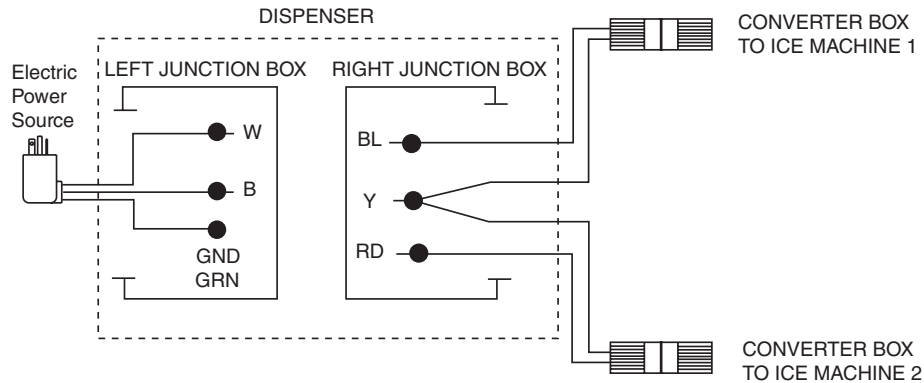 DISPENSER
CONVERTER BOX
TO ICE MACHINE 1
Electric
Power
Source
LEFT JUNCTION BOX
RIGHT JUNCTION BOX
W
B
GND
GRN
BL
Y
RD
CONVERTER BOX
TO ICE MACHINE 2